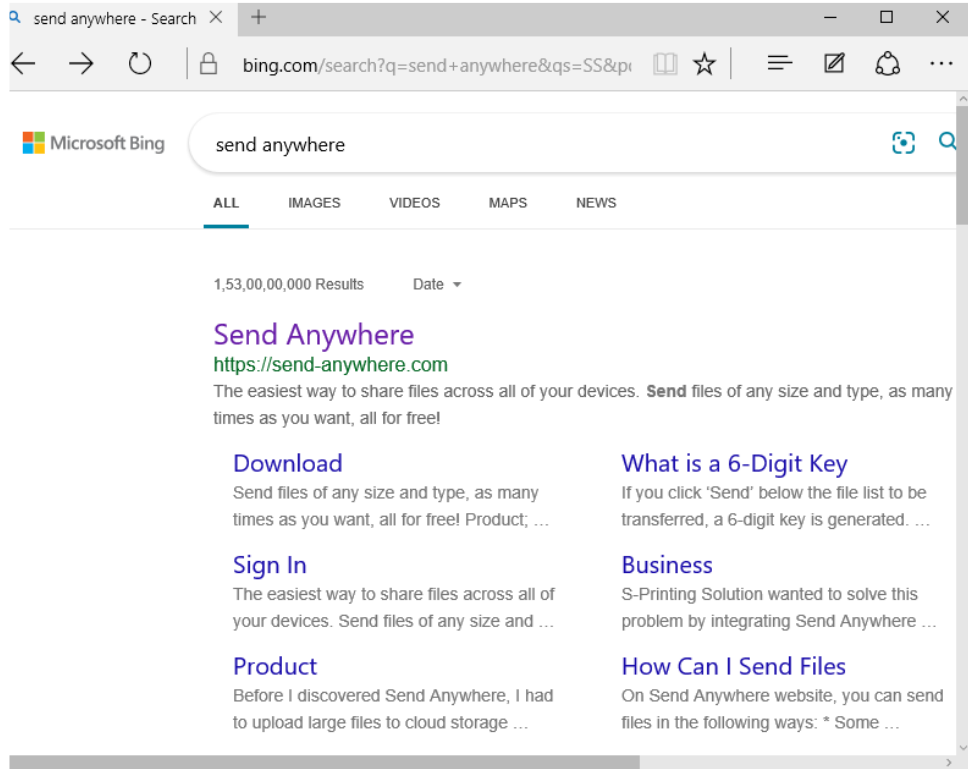 send anywhere - Search
bing.com/search?q=send+anywhere&qs=SS&p
Microsoft Bing
send anywhere
ALL IMAGES VIDEOS MAPS NEWS
1,53,00,00,000 Results Date
Send Anywhere
https://send-anywhere.com
The easiest way to share files across all of your devices. Send files of any size and type, as many
times as you want, all for free!
Download
Send files of any size and type, as many
times as you want, all for free! Product; ...
What is a 6-Digit Key
If you click 'Send' below the file list to be
transferred, a 6-digit key is generated. ...
Sign In
The easiest way to share files across all of
your devices. Send files of any size and ...
Business
S-Printing Solution wanted to solve this
problem by integrating Send Anywhere ...
Product
Before I discovered Send Anywhere, I had
to upload large files to cloud storage ...
How Can I Send Files
On Send Anywhere website, you can send
files in the following ways: * Some ...